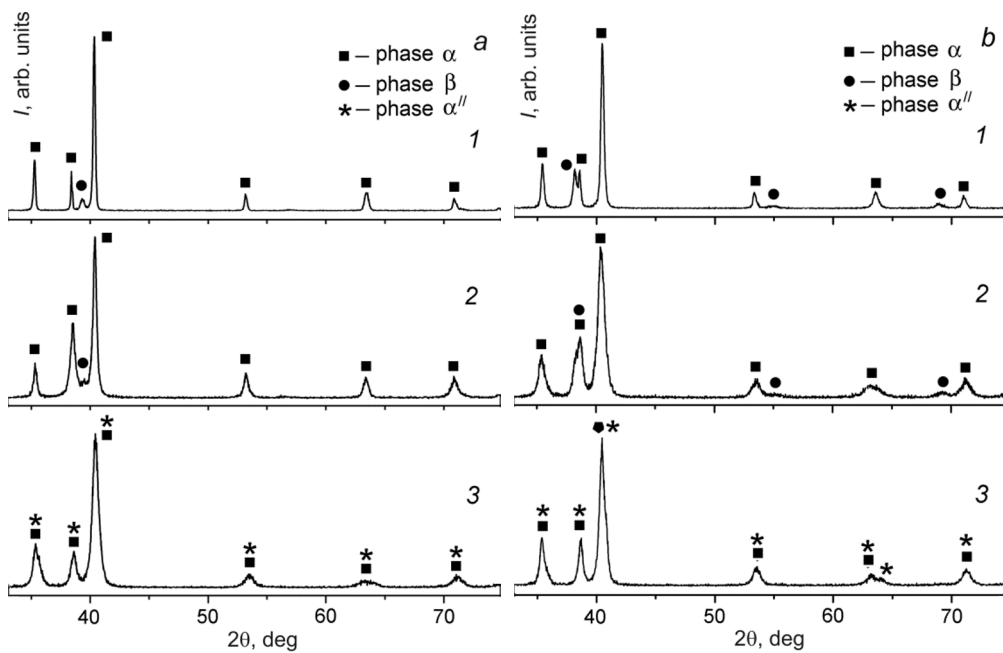 I, arb. units
a
■ – phase α
● – phase β
* – phase α//
1
2
3
40 50 60 70
2θ, deg
I, arb. units
b
■ – phase α
● – phase β
* – phase α//
1
2
3
40 50 60 70
2θ, deg